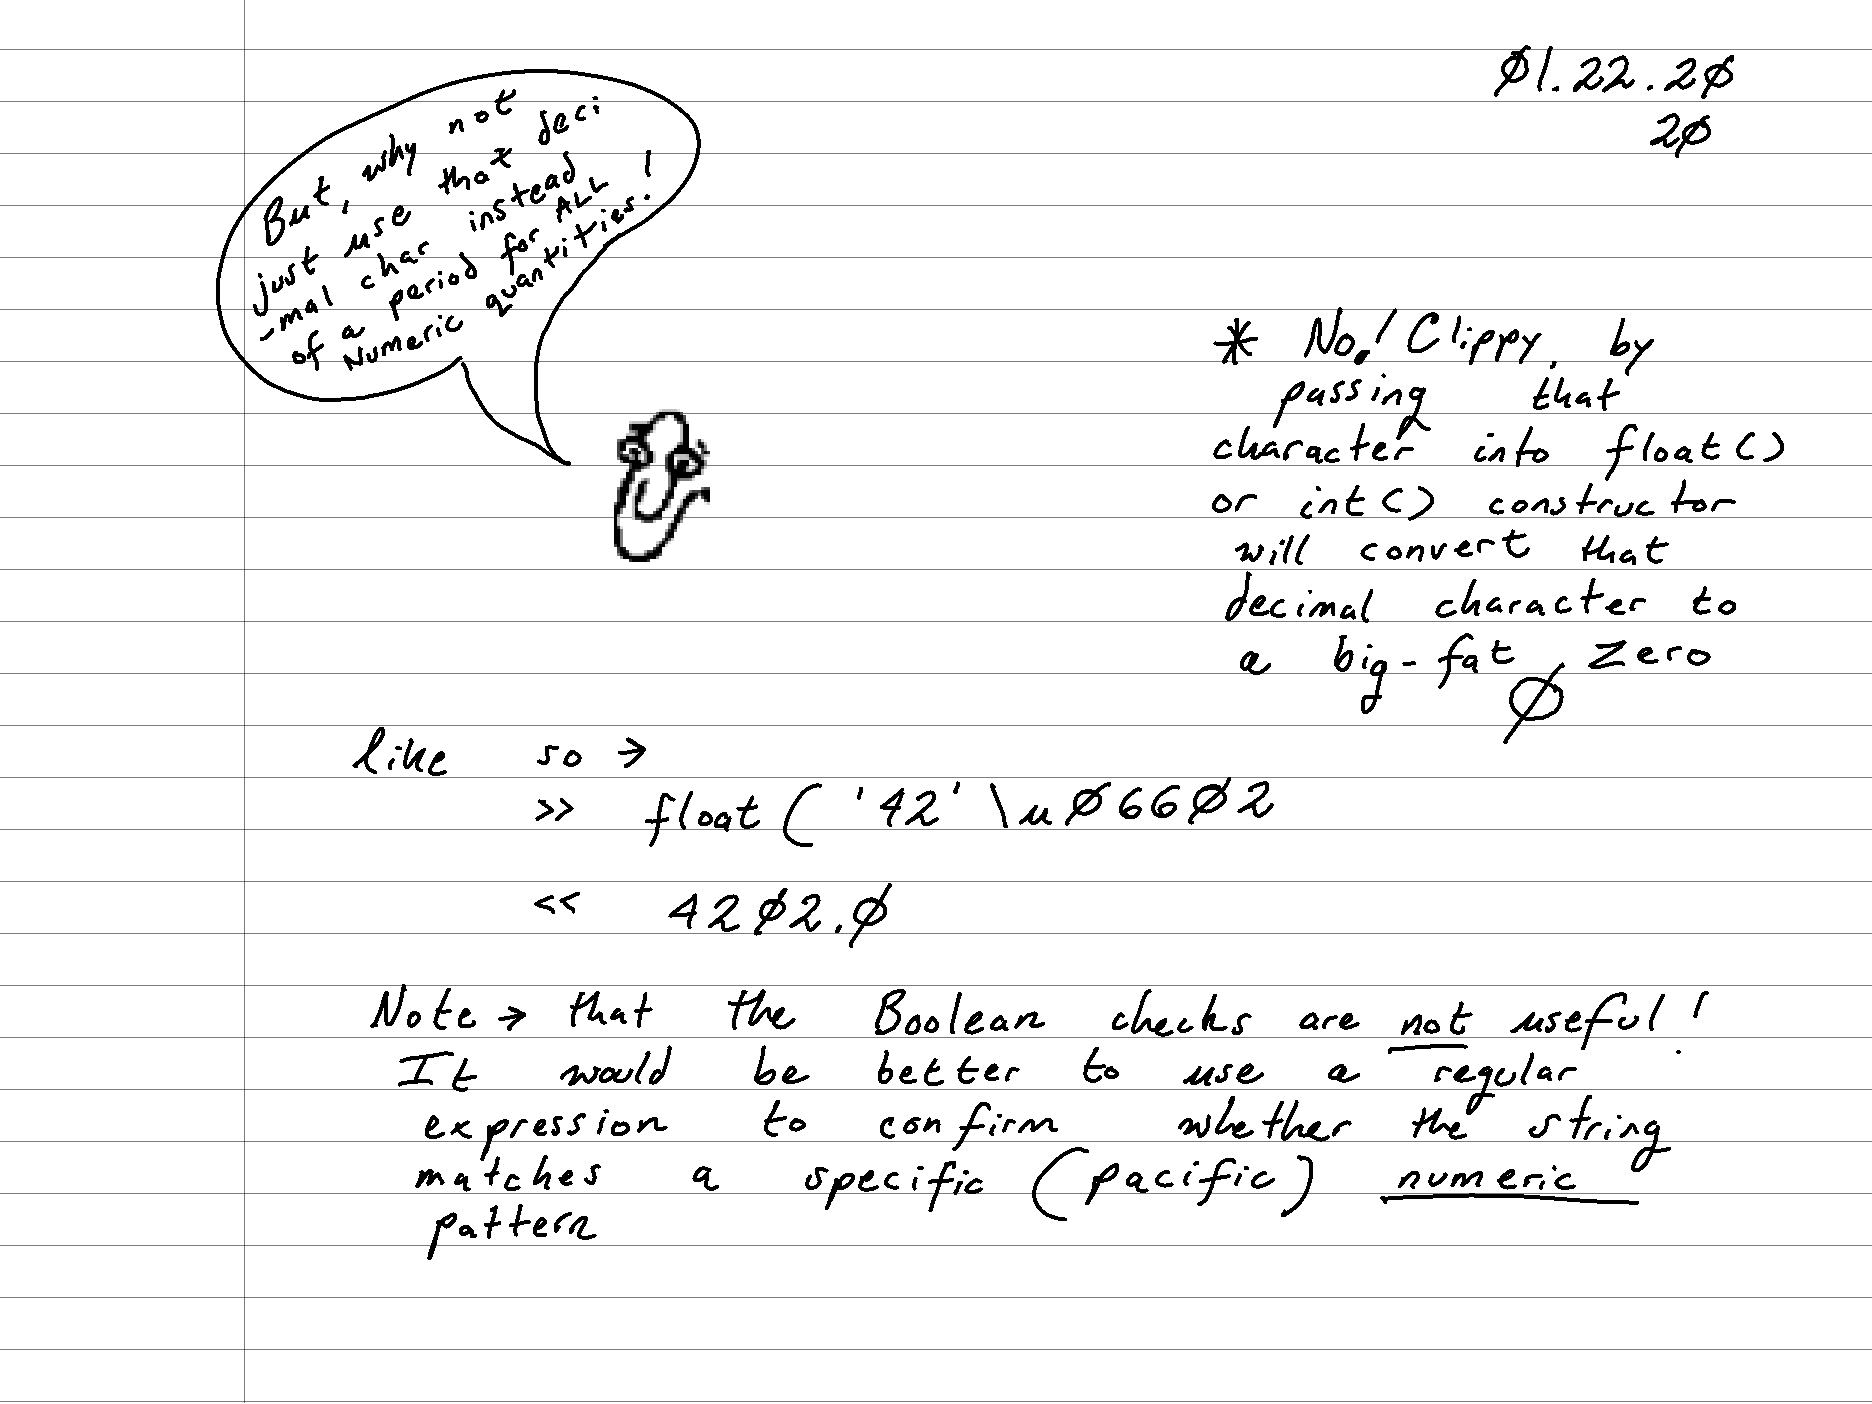 Ø1.22.2Ø
2Ø
But, why not
just use that deci
-mal char instead
of a period for ALL
Numeric quantities.!
* No.! Clippy, by
passing that
character into float()
or int() constructor
will convert that
decimal character to
a big-fat zero
Ø
like so →
>> float ( '42' \uØ66Ø2
<< 42Ø2.Ø
Note → that the Boolean checks are not useful!
It would be better to use a regular
expression to confirm whether the string
matches a specific (pacific) numeric
pattern